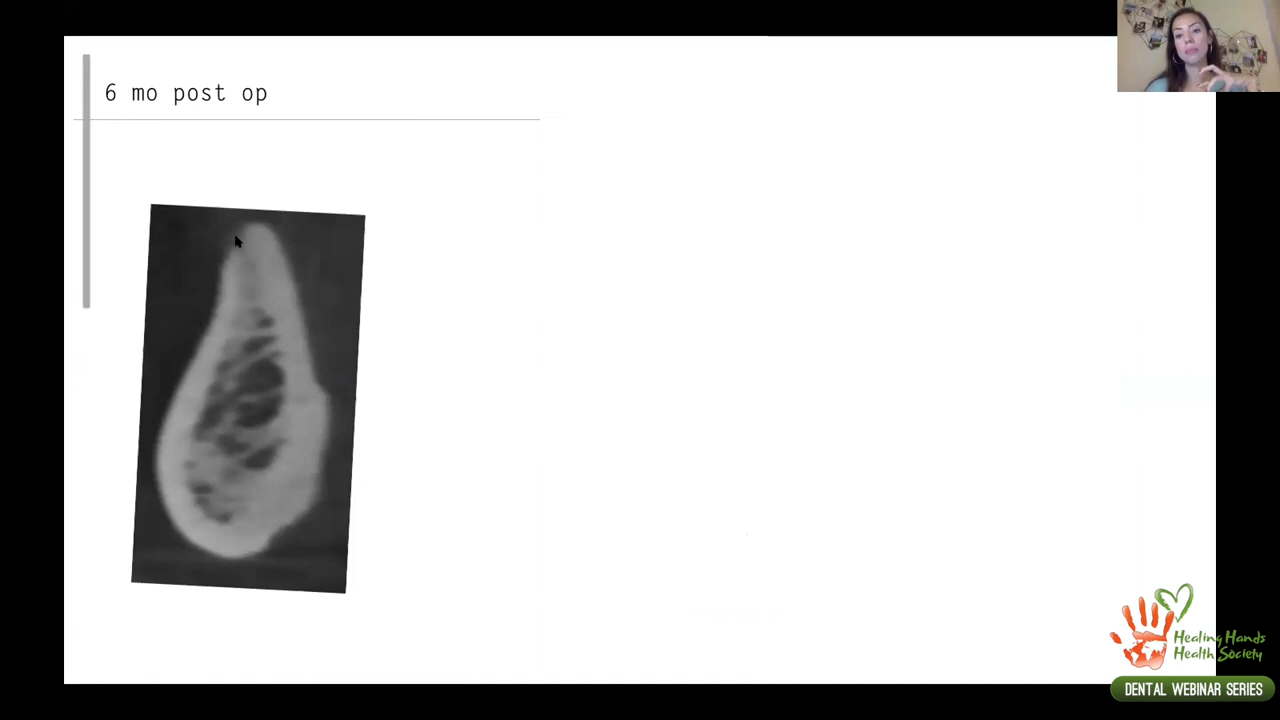 6 mo post op
Healing Hands
Health Society
DENTAL WEBINAR SERIES